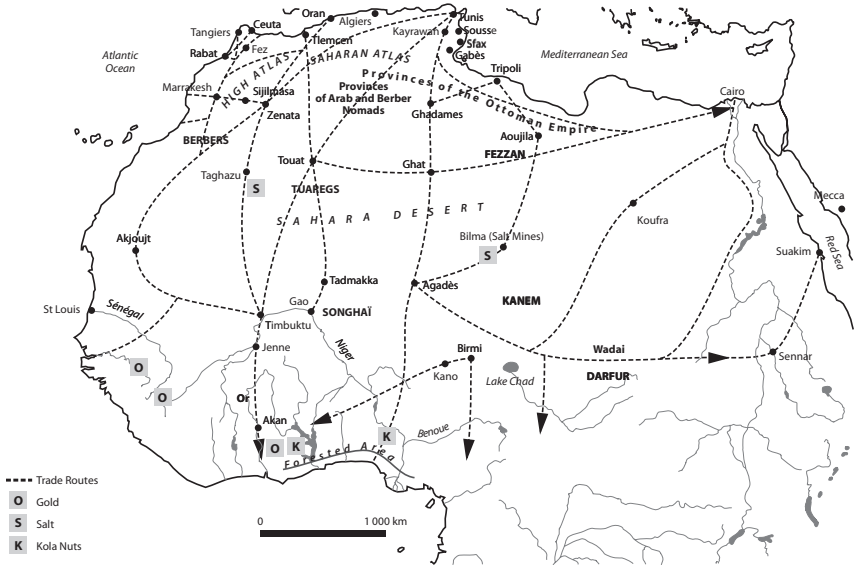 Oran
Algiers
Tunis
Ceuta
Tangiers
Kayrawan
Sousse
Tlemcen
Sfax
Rabat
Fez
Gabès
Atlantic
Ocean
SAHARAN ATLAS
HIGH ATLAS
Mediterranean Sea
Tripoli
Provinces of the Ottoman Empire
Marrakesh
Sijilmasa
Provinces
of Arab and Berber
Nomads
Cairo
Zenata
Ghadames
Aoujila
BERBERS
Touat
Ghat
FEZZAN
Taghazu
S
TUAREGS
Mecca
SAHARA DESERT
Koufra
Akjoujt
Bilma (Salt Mines)
S
Suakim
Red Sea
Tadmakka
Agadès
Gao
KANEM
St Louis
Sénégal
SONGHAÏ
Timbuktu
Jenne
Niger
Birmi
Wadai
Sennar
O
Kano
Lake Chad
DARFUR
O
Or
Akan
K
Benoue
O
K
Forested Area
Trade Routes
O
Gold
S
Salt
K
Kola Nuts
0
1 000 km